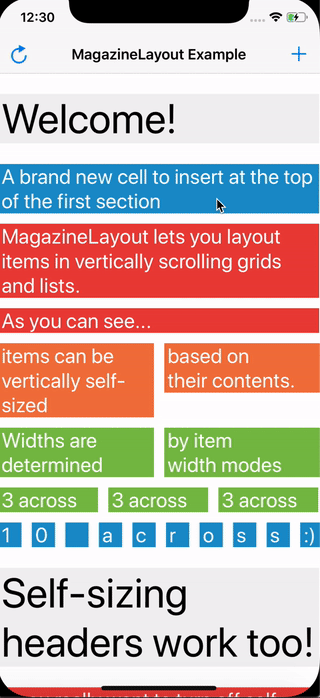 12:30
MagazineLayout Example
Welcome!
A brand new cell to insert at the top
of the first section
MagazineLayout lets you layout
items in vertically scrolling grids
and lists.
As you can see...
items can be
vertically self-
sized
based on
their contents.
Widths are
determined
by item
width modes
3 across
3 across
3 across
1 0 a c r o s s :)
Self-sizing
headers work too!